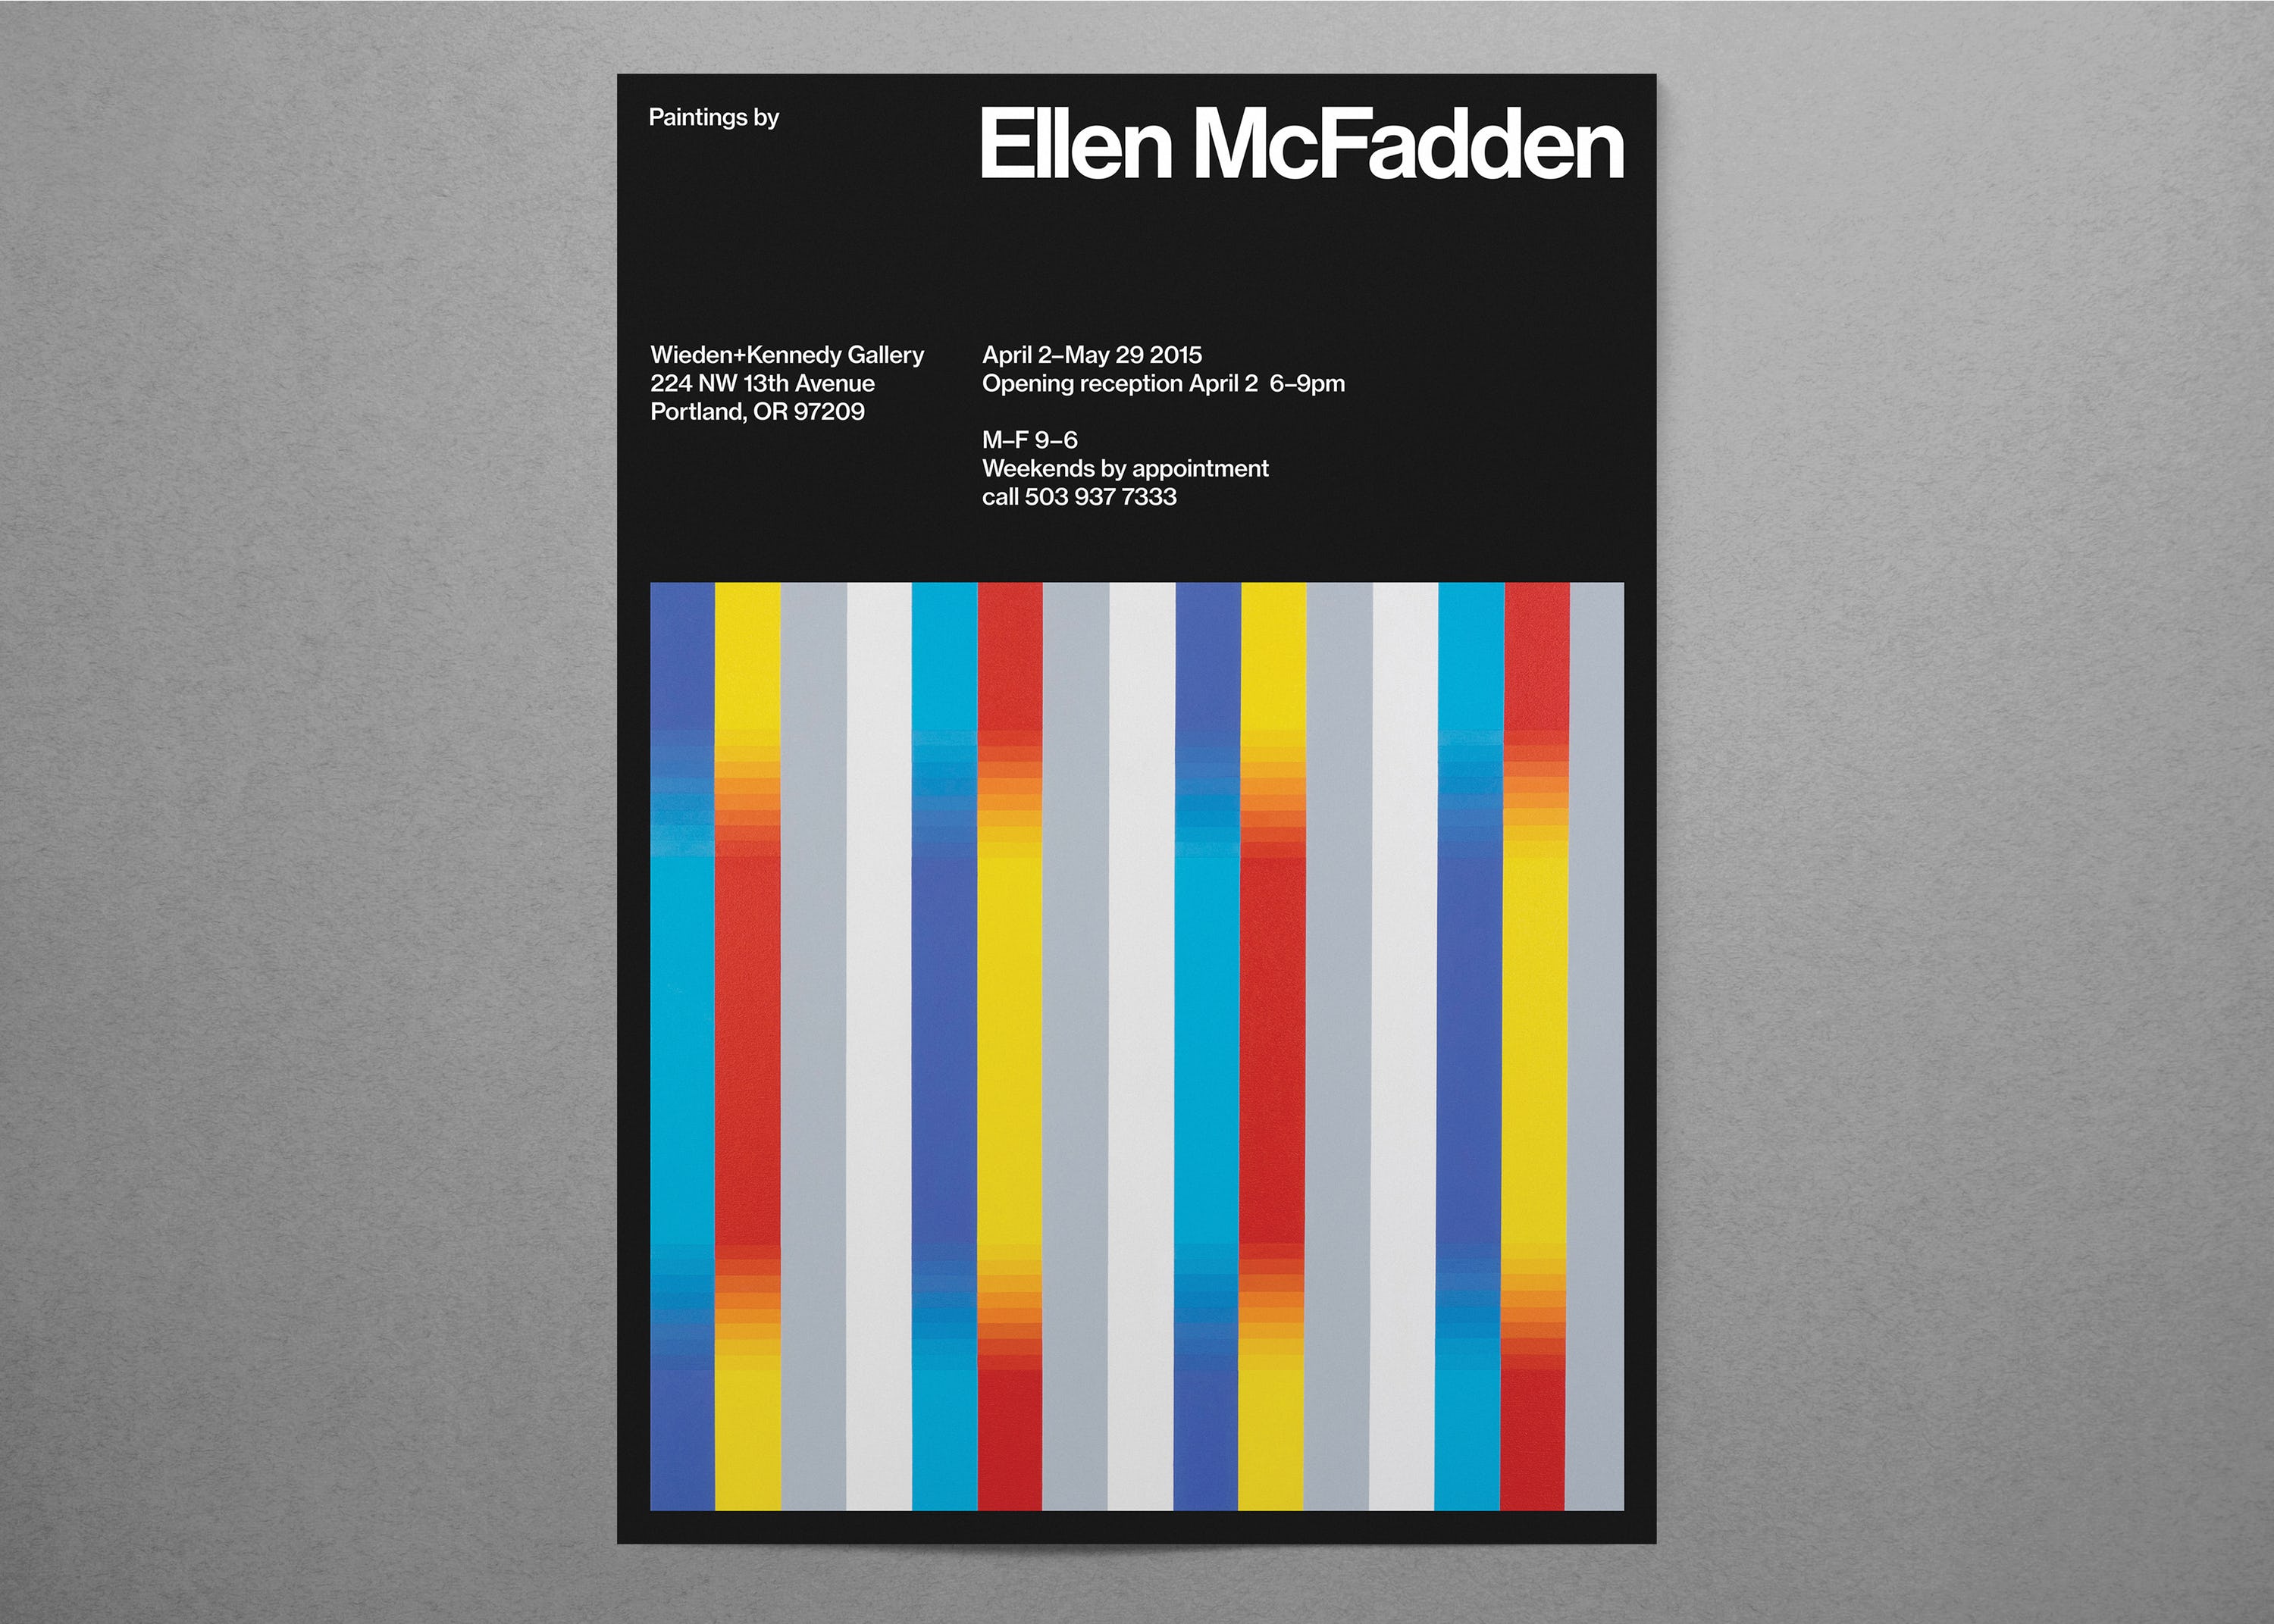 Paintings by
Ellen McFadden
Wieden+Kennedy Gallery
224 NW 13th Avenue
Portland, OR 97209
April 2–May 29 2015
Opening reception April 2  6–9pm
M–F 9–6
Weekends by appointment
call 503 937 7333